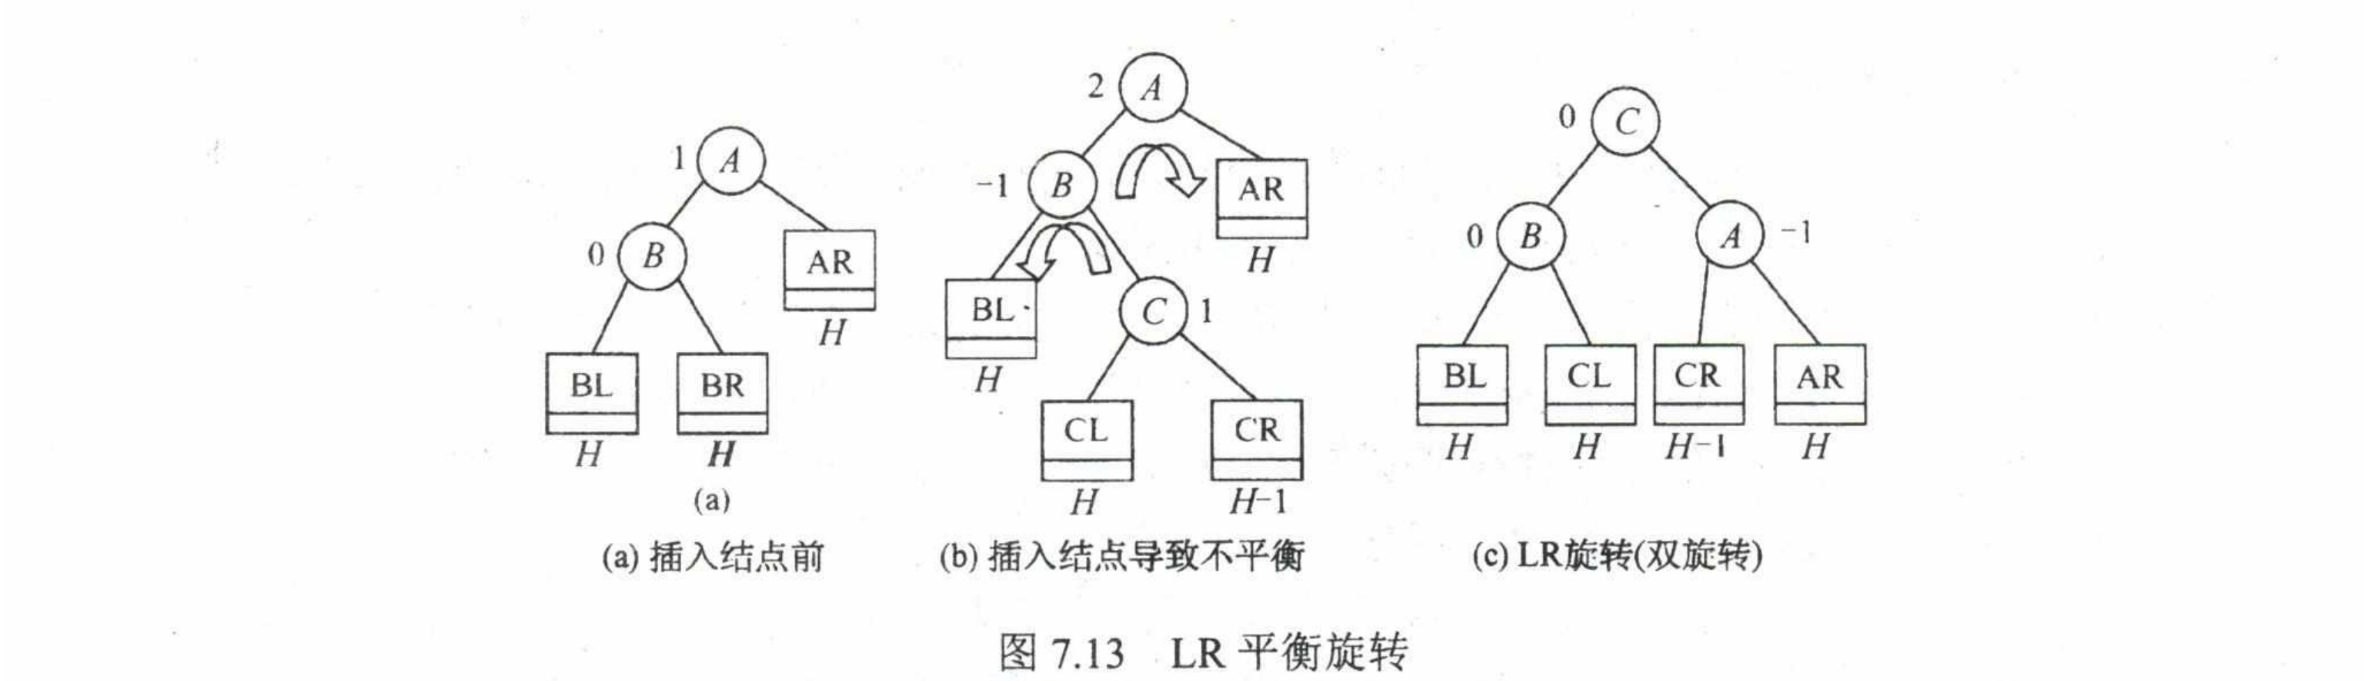 1 A
0 B
AR
H
BL BR
H H
(a)
(a) 插入结点前
2 A
-1 B
AR
H
BL
H
C 1
CL CR
H H-1
(b) 插入结点导致不平衡
0 C
0 B A -1
BL CL CR AR
H H H-1 H
(c) LR旋转(双旋转)
图 7.13 LR 平衡旋转